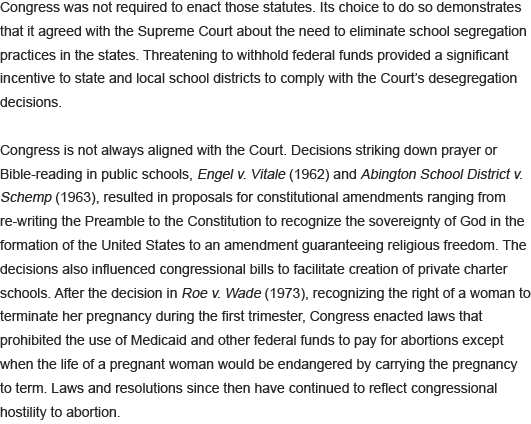 Congress was not required to enact those statutes. Its choice to do so demonstrates
that it agreed with the Supreme Court about the need to eliminate school segregation
practices in the states. Threatening to withhold federal funds provided a significant
incentive to state and local school districts to comply with the Court's desegregation
decisions.

Congress is not always aligned with the Court. Decisions striking down prayer or
Bible-reading in public schools, Engel v. Vitale (1962) and Abington School District v.
Schemp (1963), resulted in proposals for constitutional amendments ranging from
re-writing the Preamble to the Constitution to recognize the sovereignty of God in the
formation of the United States to an amendment guaranteeing religious freedom. The
decisions also influenced congressional bills to facilitate creation of private charter
schools. After the decision in Roe v. Wade (1973), recognizing the right of a woman to
terminate her pregnancy during the first trimester, Congress enacted laws that
prohibited the use of Medicaid and other federal funds to pay for abortions except
when the life of a pregnant woman would be endangered by carrying the pregnancy
to term. Laws and resolutions since then have continued to reflect congressional
hostility to abortion.